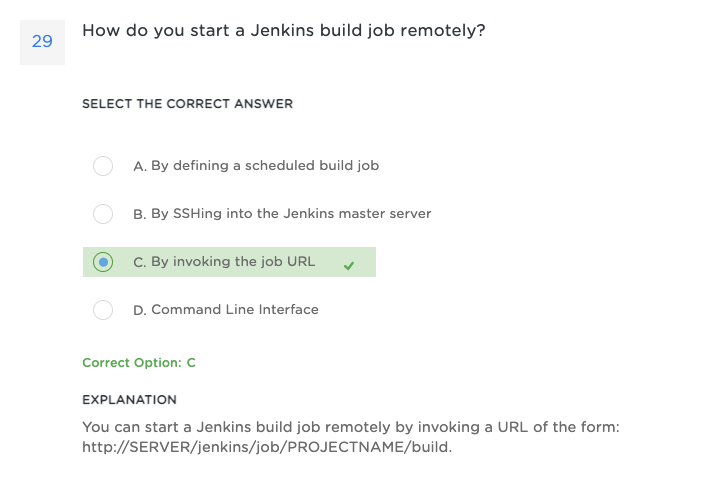 29
How do you start a Jenkins build job remotely?
SELECT THE CORRECT ANSWER
A. By defining a scheduled build job
B. By SSHing into the Jenkins master server
C. By invoking the job URL
D. Command Line Interface
Correct Option: C
EXPLANATION
You can start a Jenkins build job remotely by invoking a URL of the form:
http://SERVER/jenkins/job/PROJECTNAME/build.